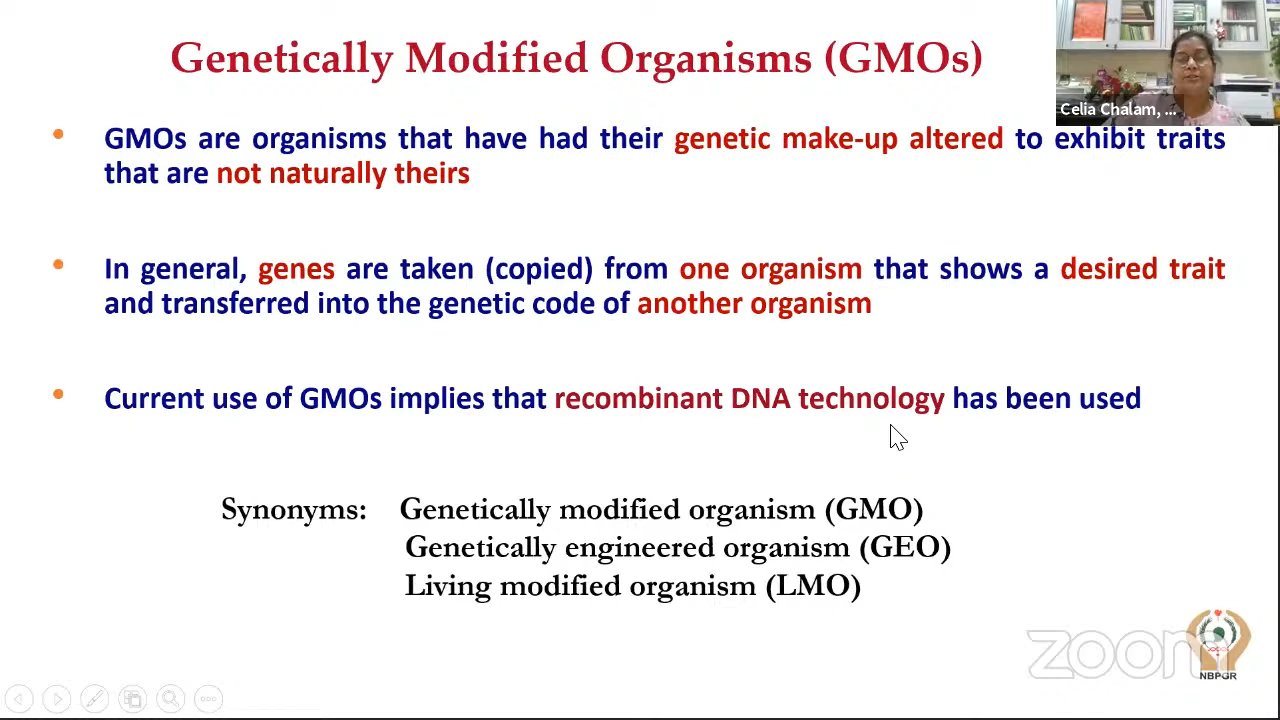 Genetically Modified Organisms (GMOs)
Celia Chalam, ...
• GMOs are organisms that have had their genetic make-up altered to exhibit traits
that are not naturally theirs
• In general, genes are taken (copied) from one organism that shows a desired trait
and transferred into the genetic code of another organism
• Current use of GMOs implies that recombinant DNA technology has been used
Synonyms: Genetically modified organism (GMO)
Genetically engineered organism (GEO)
Living modified organism (LMO)
zoom
NBPGR